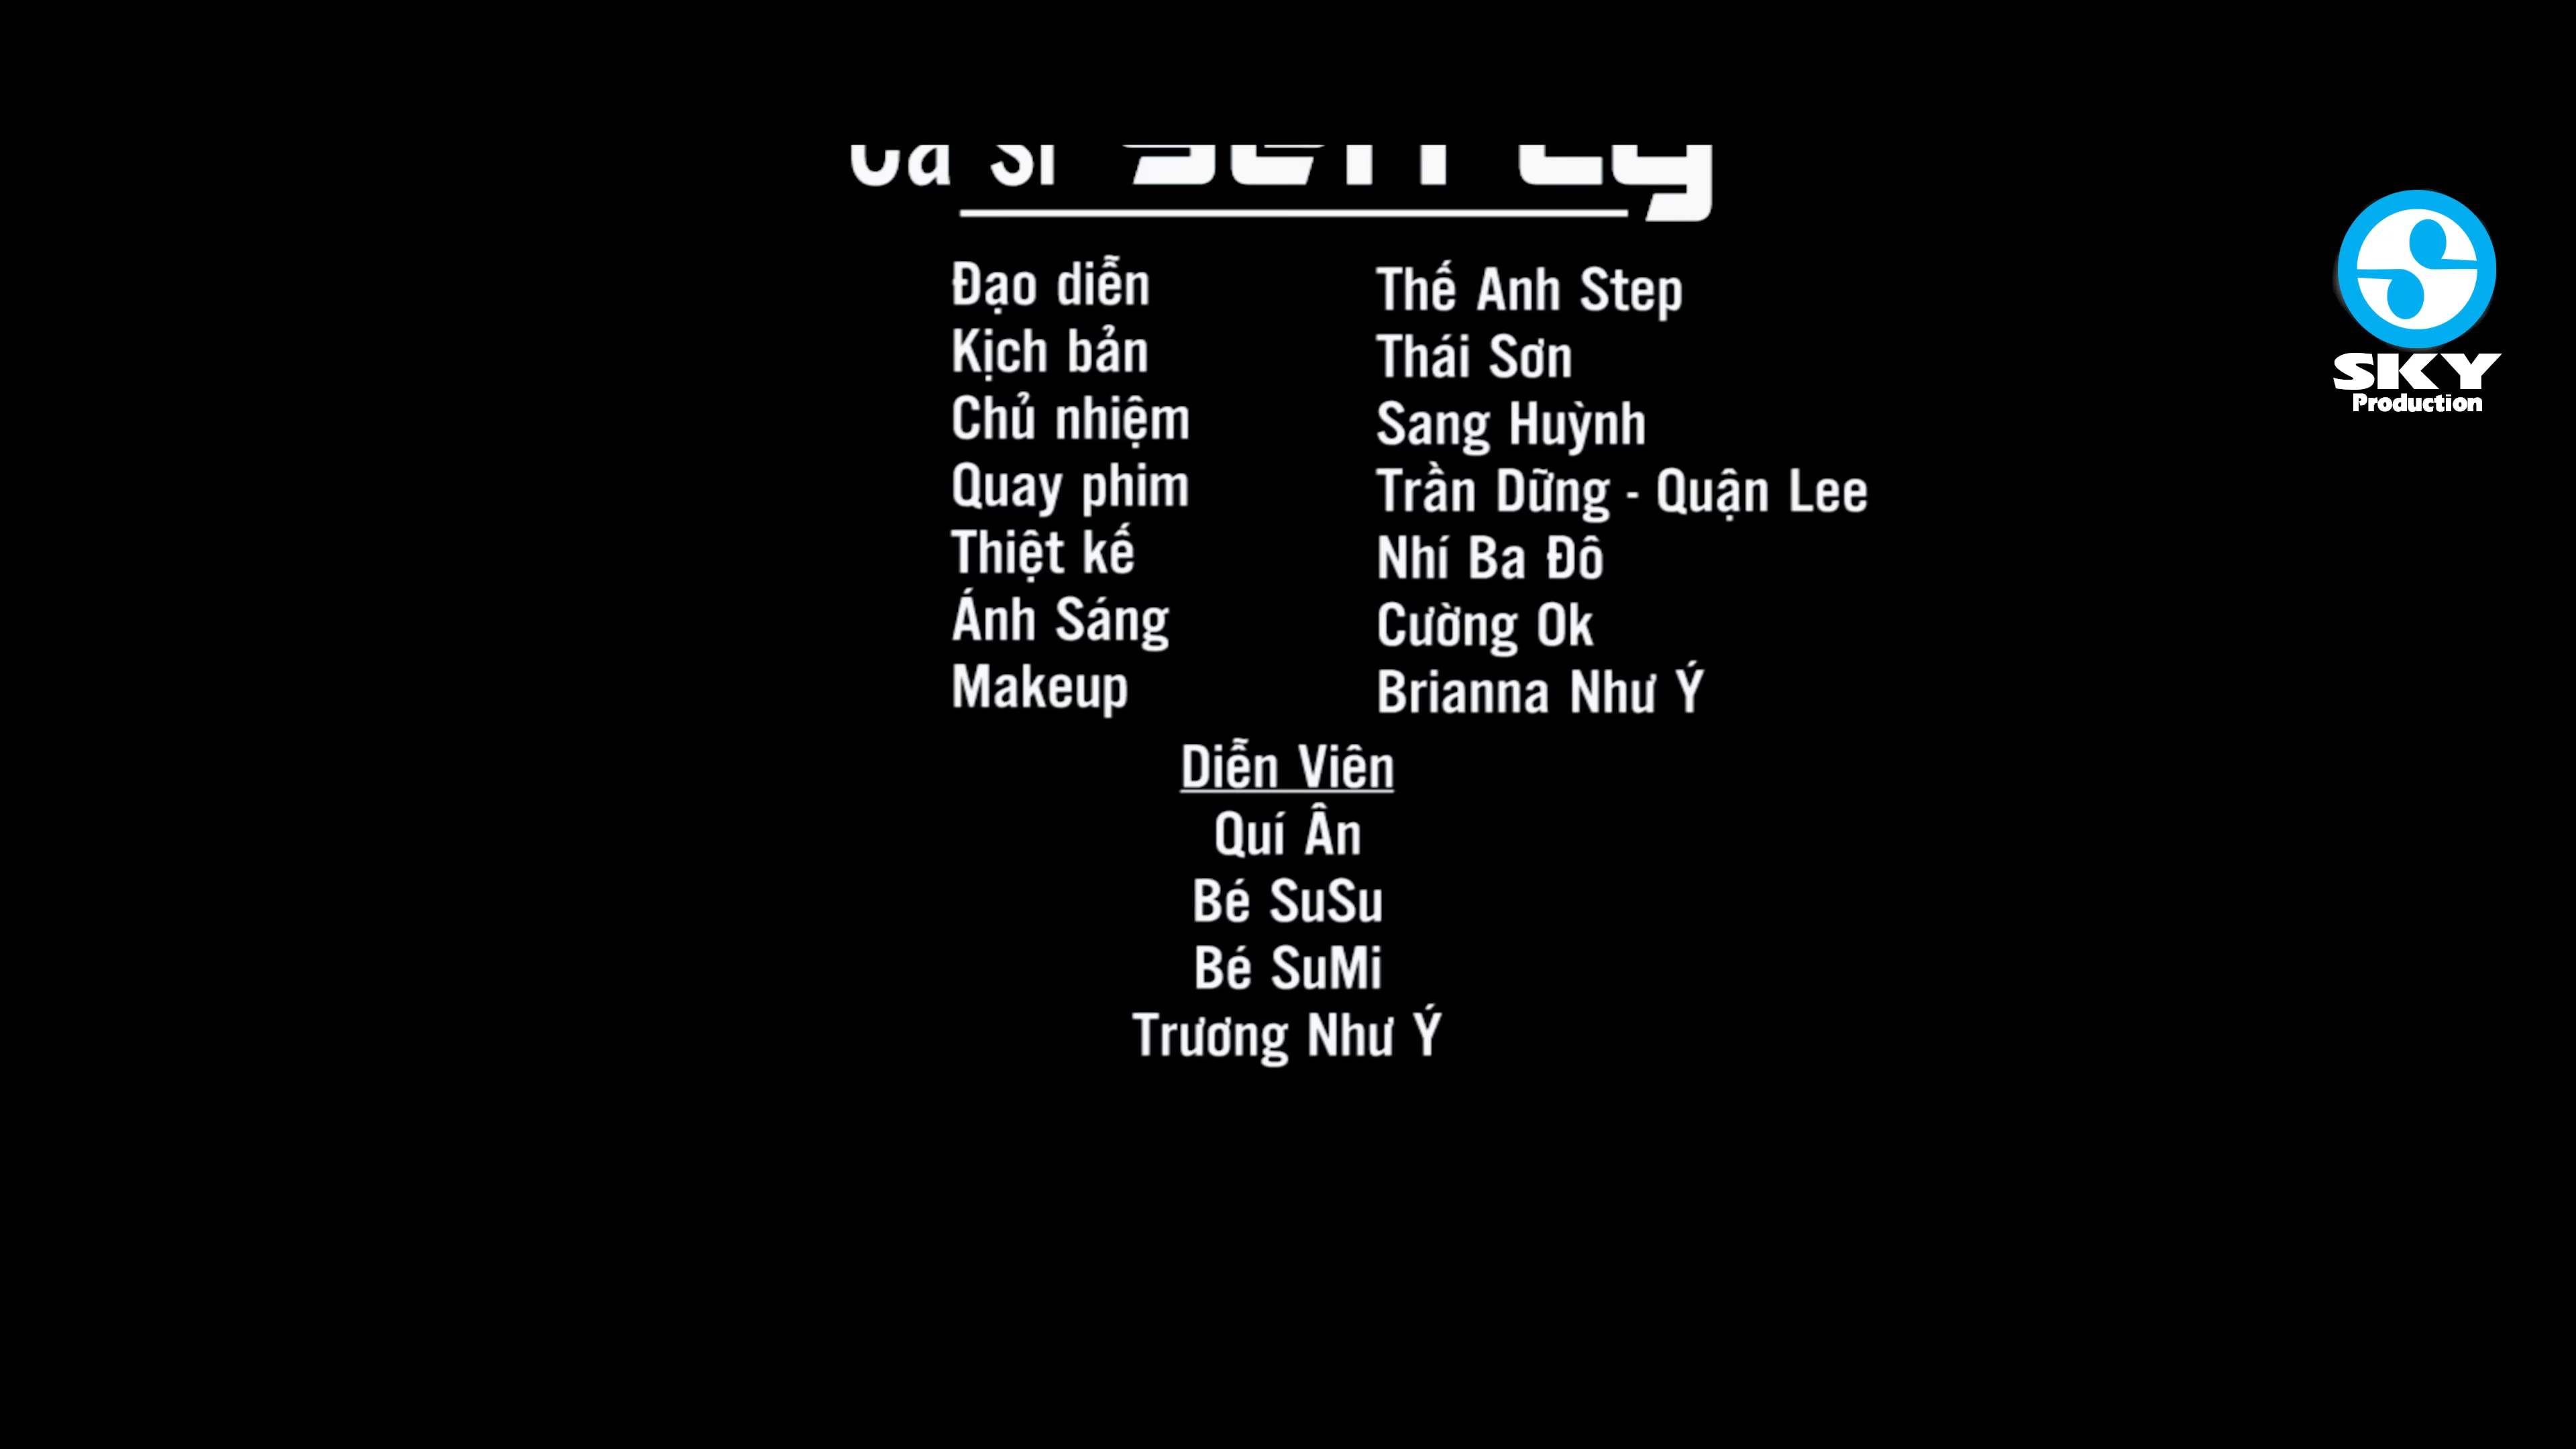 Đạo diễn Thế Anh Step
Kịch bản Thái Sơn
Chủ nhiệm Sang Huỳnh
Quay phim Trần Dững - Quận Lee
Thiệt kế Nhí Ba Đô
Ánh Sáng Cường Ok
Makeup Brianna Như Ý
Diễn Viên
Quí Ân
Bé SuSu
Bé SuMi
Trương Như Ý
SKY
Production